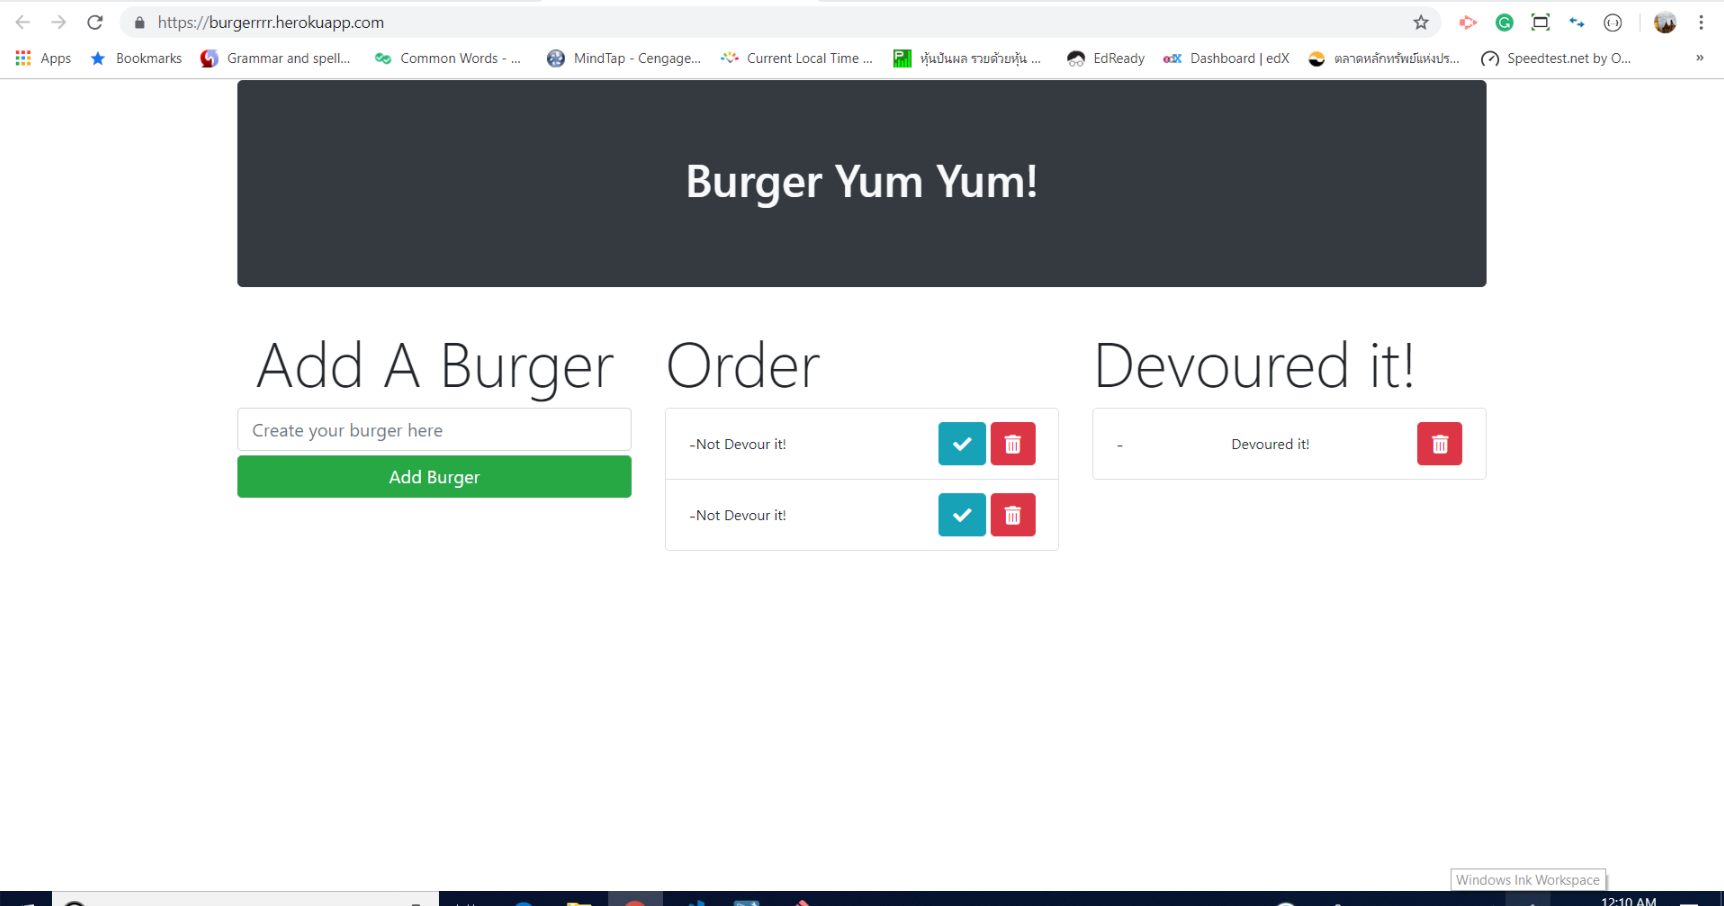 https://burgerrrr.herokuapp.com
Apps Bookmarks Grammar and spell... Common Words - ... MindTap - Cengage... Current Local Time ... หุ้นปันผล รวยด้วยหุ้น ... EdReady edX Dashboard | edX ตลาดหลักทรัพย์แห่งประ... Speedtest.net by O... »
Burger Yum Yum!
Add A Burger
Create your burger here
Add Burger
Order
-Not Devour it!
-Not Devour it!
Devoured it!
- Devoured it!
Windows Ink Workspace
12:10 AM